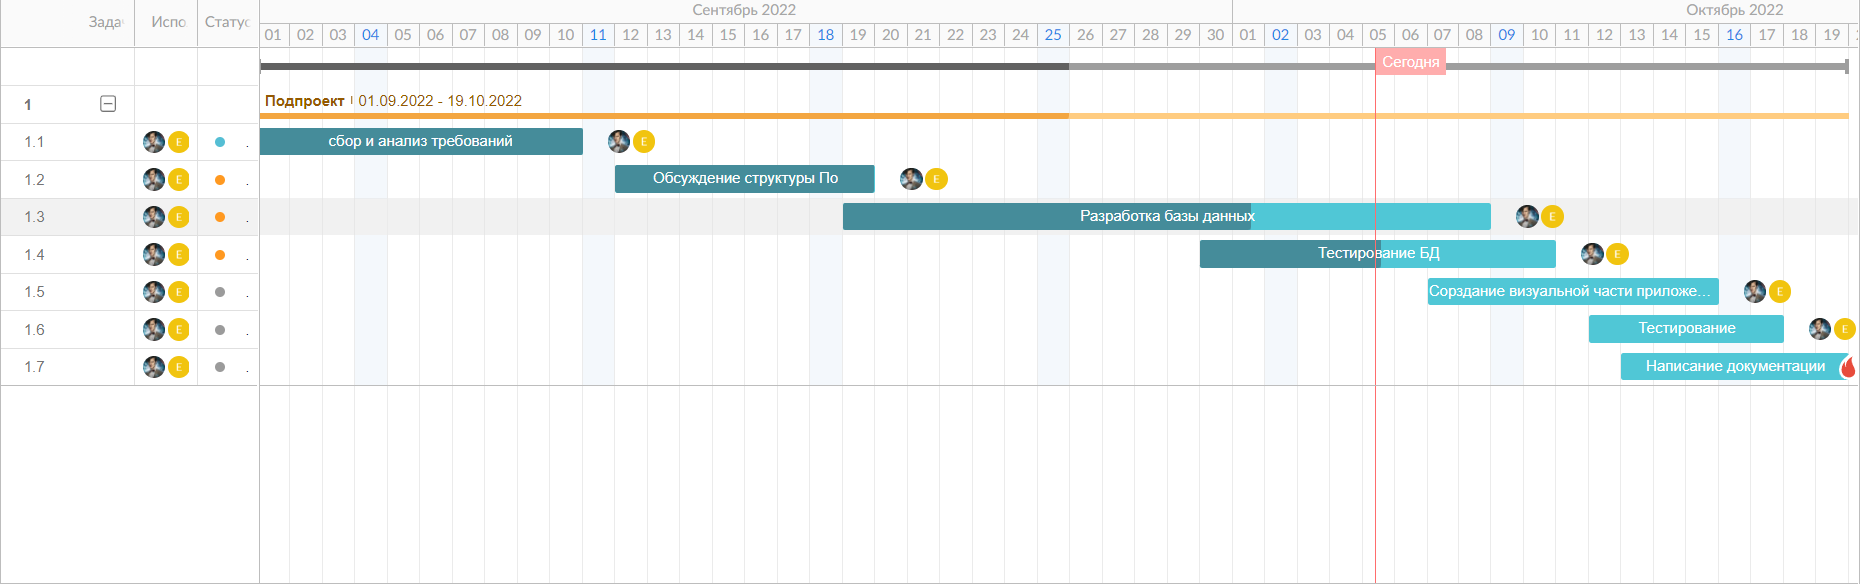 Сентябрь 2022 Октябрь 2022
Зада Испо Статус
01 02 03 04 05 06 07 08 09 10 11 12 13 14 15 16 17 18 19 20 21 22 23 24 25 26 27 28 29 30 01 02 03 04 05 06 07 08 09 10 11 12 13 14 15 16 17 18 19
Сегодня
1 Подпроект 01.09.2022 - 19.10.2022
1.1 E . сбор и анализ требований E
1.2 E . Обсуждение структуры По E
1.3 E . Разработка базы данных E
1.4 E . Тестирование БД E
1.5 E . Сорздание визуальной части приложе... E
1.6 E . Тестирование E
1.7 E . Написание документации